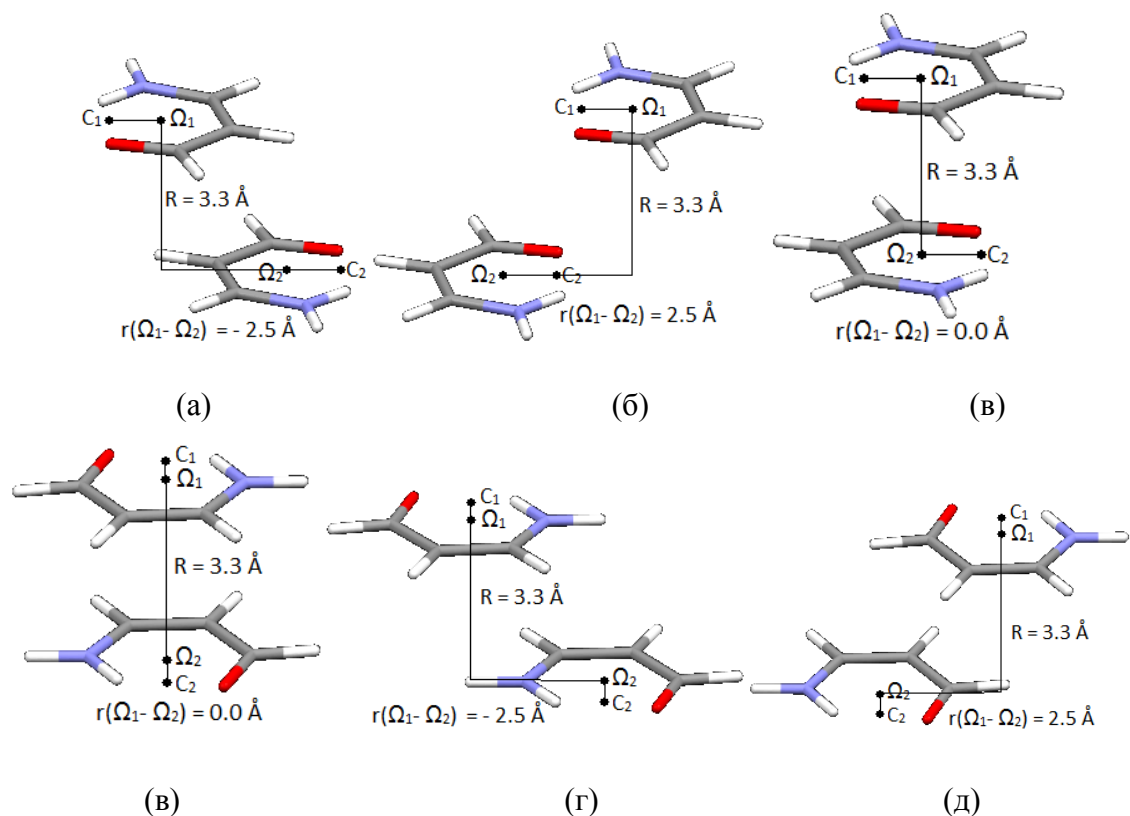 C₁ Ω₁
R = 3.3 Å
Ω₂ C₂
r(Ω₁- Ω₂) = - 2.5 Å
(а)
C₁ Ω₁
R = 3.3 Å
Ω₂ C₂
r(Ω₁- Ω₂) = 2.5 Å
(б)
C₁ Ω₁
R = 3.3 Å
Ω₂ C₂
r(Ω₁- Ω₂) = 0.0 Å
(в)
C₁
Ω₁
R = 3.3 Å
Ω₂
C₂
r(Ω₁- Ω₂) = 0.0 Å
(в)
C₁
Ω₁
R = 3.3 Å
Ω₂
C₂
r(Ω₁- Ω₂) = - 2.5 Å
(г)
C₁
Ω₁
R = 3.3 Å
Ω₂
C₂
r(Ω₁- Ω₂) = 2.5 Å
(д)